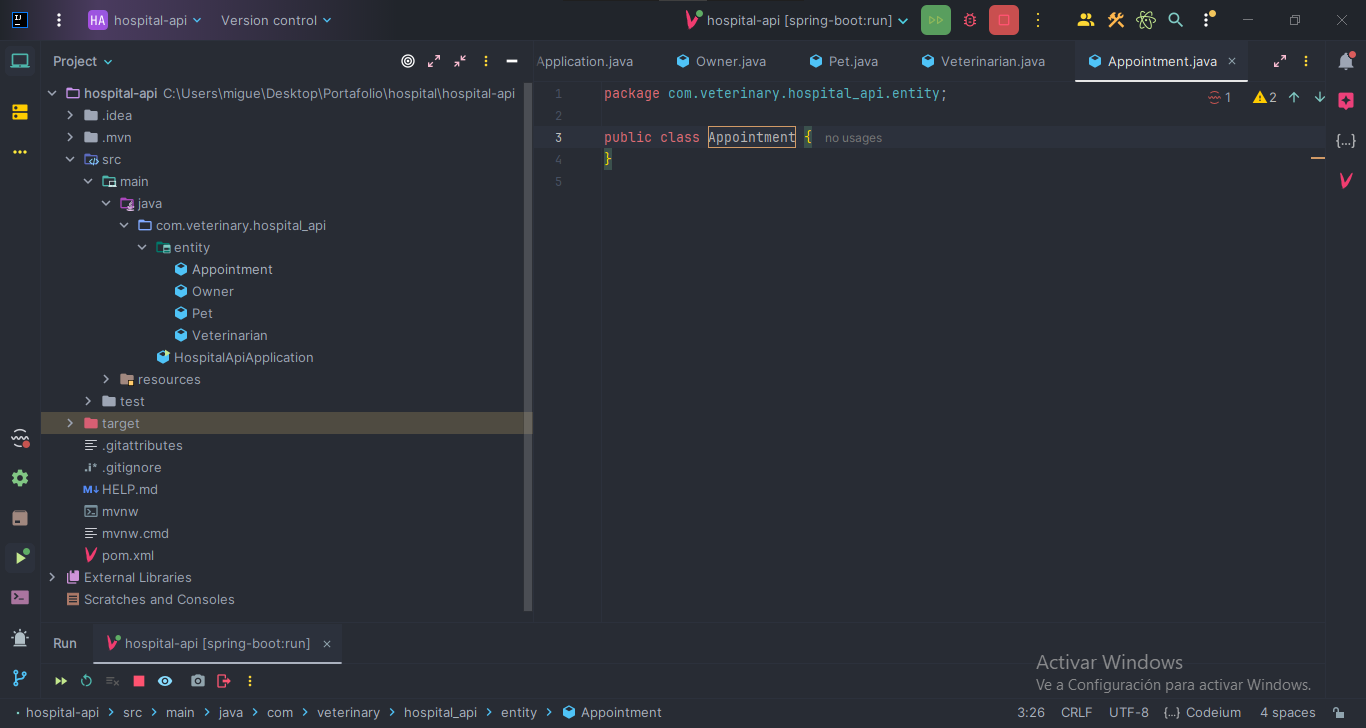 HA hospital-api Version control hospital-api [spring-boot:run]
Project
Application.java Owner.java Pet.java Veterinarian.java Appointment.java
hospital-api C:\Users\migue\Desktop\Portafolio\hospital\hospital-api
.idea
.mvn
src
main
java
com.veterinary.hospital_api
entity
Appointment
Owner
Pet
Veterinarian
HospitalApiApplication
resources
test
target
.gitattributes
.gitignore
HELP.md
mvnw
mvnw.cmd
pom.xml
External Libraries
Scratches and Consoles
1 package com.veterinary.hospital_api.entity; 1 2
2
3 public class Appointment { no usages
4 }
5
Run hospital-api [spring-boot:run]
Activar Windows
Ve a Configuración para activar Windows.
hospital-api src main java com veterinary hospital_api entity Appointment 3:26 CRLF UTF-8 {...} Codeium 4 spaces